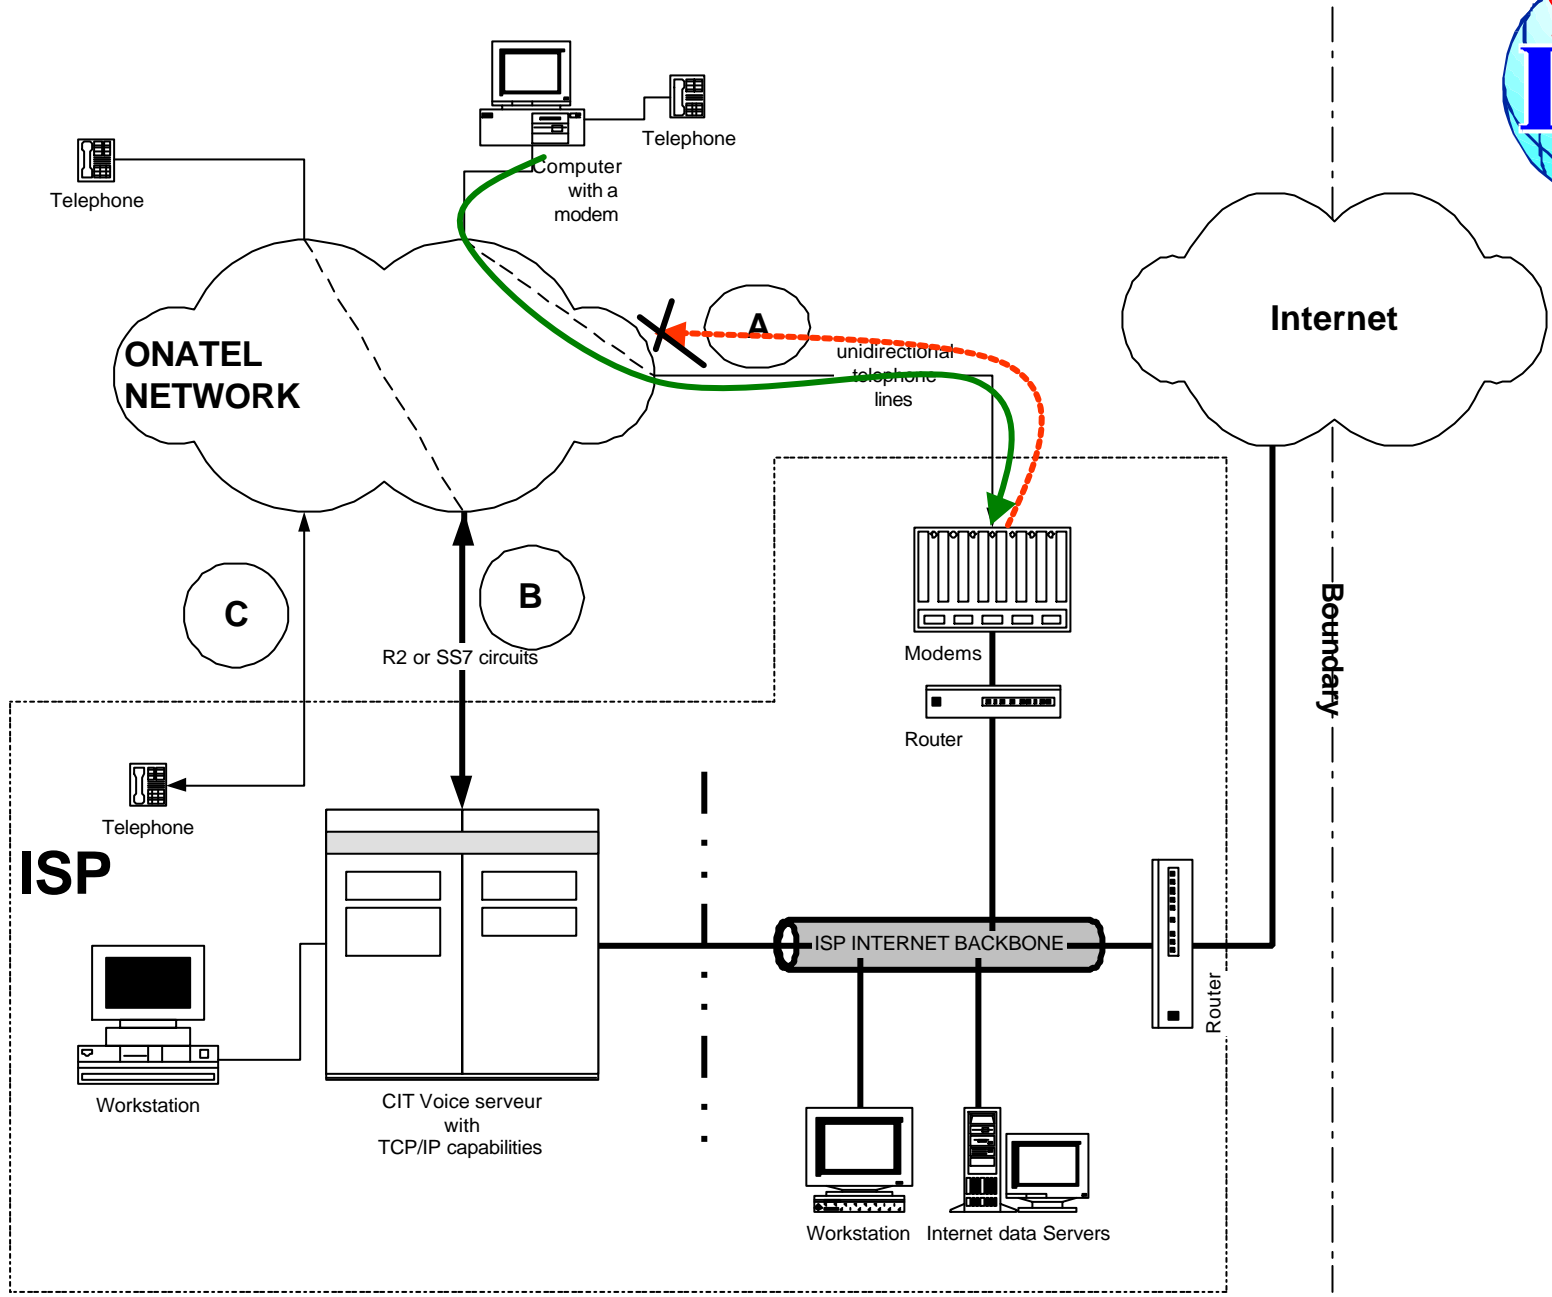 Telephone
Telephone
Computer
with a
modem
A
Internet
ONATEL
NETWORK
unidirectional
telephone
lines
C
B
R2 or SS7 circuits
Boundary
Modems
Router
Telephone
ISP
ISP INTERNET BACKBONE
Router
Workstation
CIT Voice serveur
with
TCP/IP capabilities
Workstation
Internet data Servers